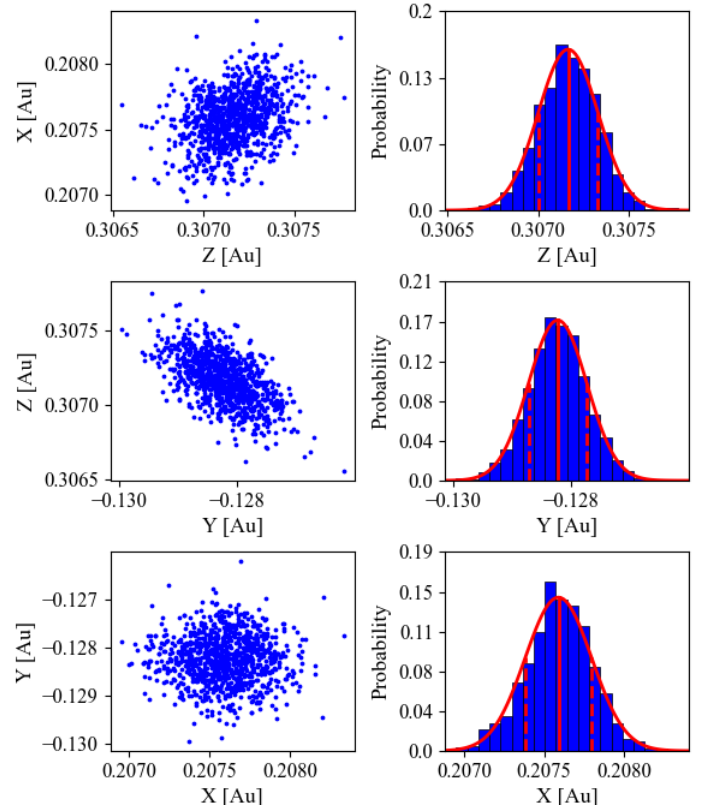 0.2080
0.2075
0.2070
X [Au]
0.3065 0.3070 0.3075
Z [Au]
0.2
0.13
0.07
0.0
Probability
0.3065 0.3070 0.3075
Z [Au]
0.3075
0.3070
0.3065
Z [Au]
−0.130 −0.128
Y [Au]
0.21
0.17
0.12
0.08
0.04
0.0
Probability
−0.130 −0.128
Y [Au]
−0.127
−0.128
−0.129
−0.130
Y [Au]
0.2070 0.2075 0.2080
X [Au]
0.19
0.15
0.11
0.08
0.04
0.0
Probability
0.2070 0.2075 0.2080
X [Au]